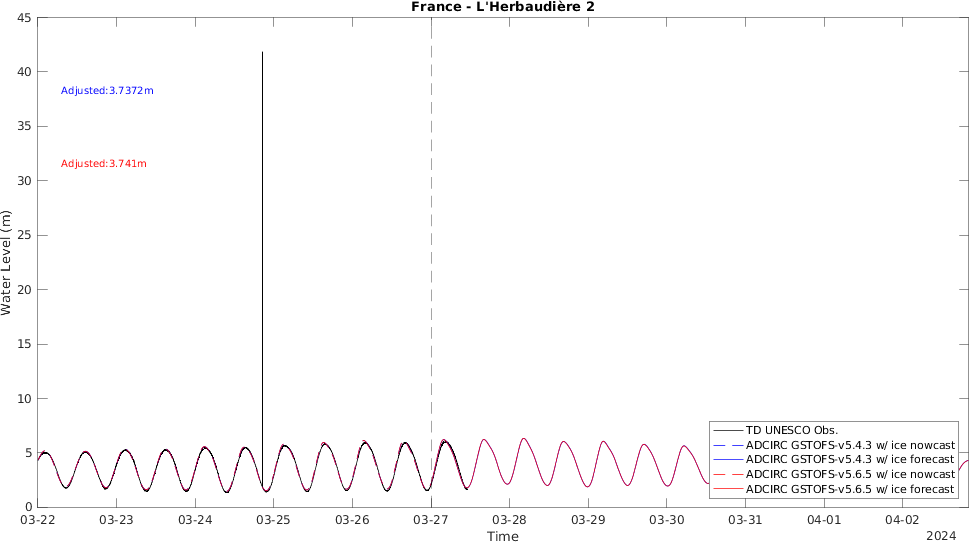 France - L'Herbaudière 2
45
40
35
30
25
20
15
10
5
0
Water Level (m)
Adjusted:3.7372m
Adjusted:3.741m
TD UNESCO Obs.
ADCIRC GSTOFS-v5.4.3 w/ ice nowcast
ADCIRC GSTOFS-v5.4.3 w/ ice forecast
ADCIRC GSTOFS-v5.6.5 w/ ice nowcast
ADCIRC GSTOFS-v5.6.5 w/ ice forecast
03-22 03-23 03-24 03-25 03-26 03-27 03-28 03-29 03-30 03-31 04-01 04-02
Time
2024